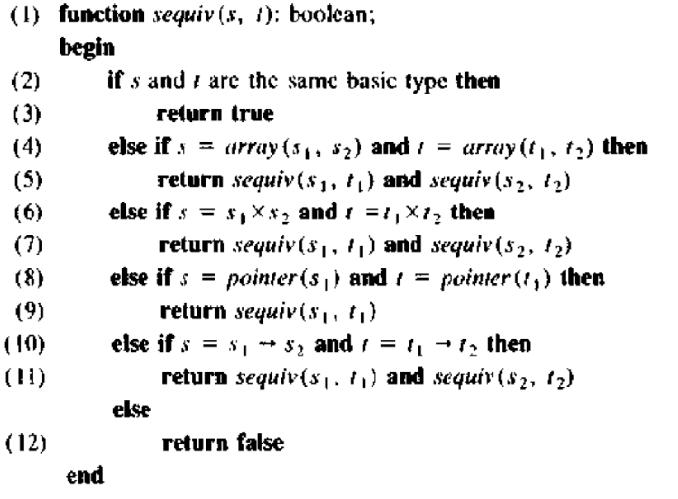 (1) function sequiv(s, t): boolean;
begin
(2) if s and t are the same basic type then
(3) return true
(4) else if s = array(s₁, s₂) and t = array(t₁, t₂) then
(5) return sequiv(s₁, t₁) and sequiv(s₂, t₂)
(6) else if s = s₁×s₂ and t = t₁×t₂ then
(7) return sequiv(s₁, t₁) and sequiv(s₂, t₂)
(8) else if s = pointer(s₁) and t = pointer(t₁) then
(9) return sequiv(s₁, t₁)
(10) else if s = s₁ → s₂ and t = t₁ → t₂ then
(11) return sequiv(s₁, t₁) and sequiv(s₂, t₂)
else
(12) return false
end